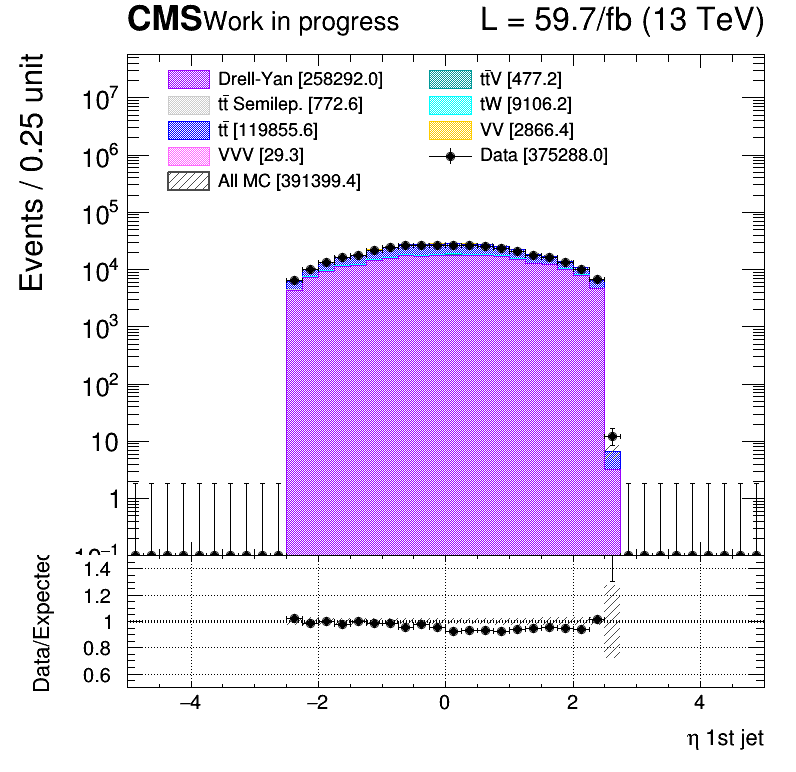 CMS Work in progress L = 59.7/fb (13 TeV)
Events / 0.25 unit
Drell-Yan [258292.0] tt̄V [477.2]
tt̄ Semilep. [772.6] tW [9106.2]
tt̄ [119855.6] VV [2866.4]
VVV [29.3] Data [375288.0]
All MC [391399.4]
10⁷
10⁶
10⁵
10⁴
10³
10²
10
1
10⁻¹
Data/Expected
1.4
1.2
1
0.8
0.6
−4 −2 0 2 4
η 1st jet